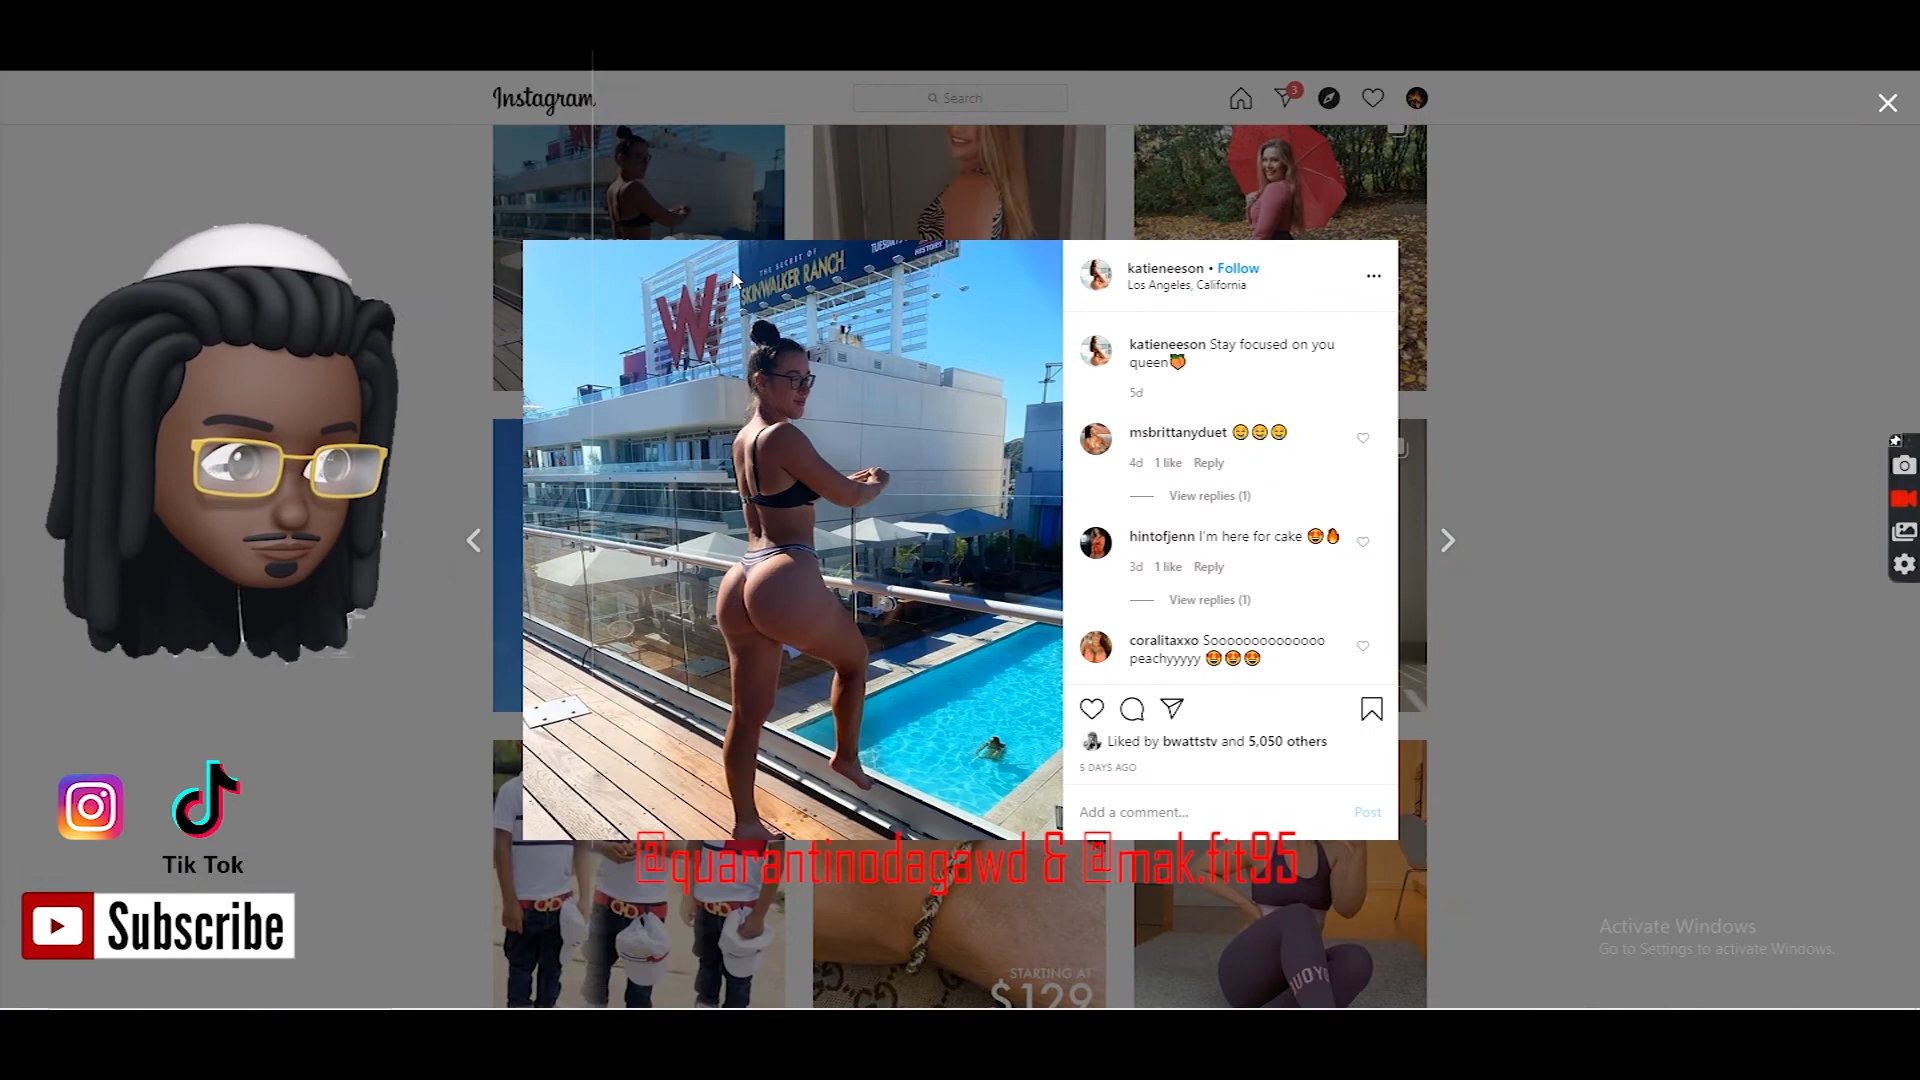 Instagram
Search
3
THE SECRET OF
SKINWALKER RANCH
TUESDAYS
HISTORY
W
katieneeson • Follow
Los Angeles, California
katieneeson Stay focused on you
queen🍑
5d
msbrittanyduet 😊😊😊
4d 1 like Reply
View replies (1)
hintofjenn I'm here for cake 😍🔥
3d 1 like Reply
View replies (1)
coralitaxxo Soooooooooooooo
peachyyyyy 😍😍😍
Liked by bwattstv and 5,050 others
5 DAYS AGO
Add a comment...
Post
@quarantinodagawd & @mak.fit95
Tik Tok
Subscribe
STARTING AT
$129
Activate Windows
Go to Settings to activate Windows.